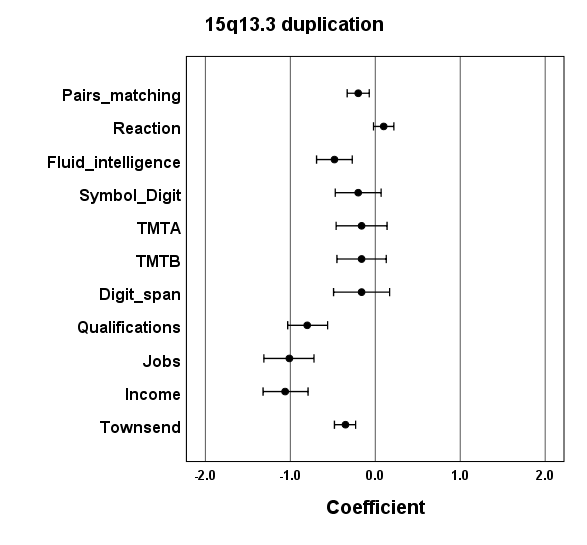 15q13.3 duplication
Pairs_matching
Reaction
Fluid_intelligence
Symbol_Digit
TMTA
TMTB
Digit_span
Qualifications
Jobs
Income
Townsend
-2.0 -1.0 0.0 1.0 2.0
Coefficient